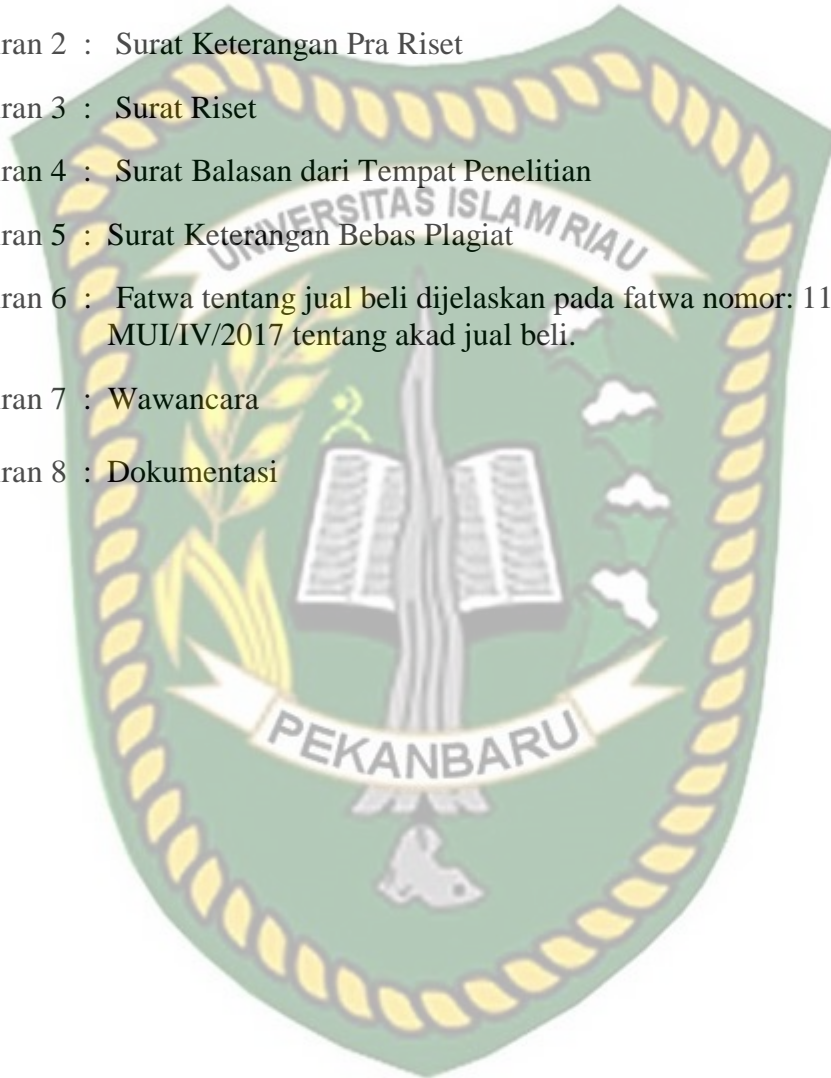 ran 2 : Surat Keterangan Pra Riset
ran 3 : Surat Riset
ran 4 : Surat Balasan dari Tempat Penelitian
UNIVERSITAS ISLAM RIAU
ran 5 : Surat Keterangan Bebas Plagiat
ran 6 : Fatwa tentang jual beli dijelaskan pada fatwa nomor: 11
MUI/IV/2017 tentang akad jual beli.
ran 7 : Wawancara
ran 8 : Dokumentasi
PEKANBARU